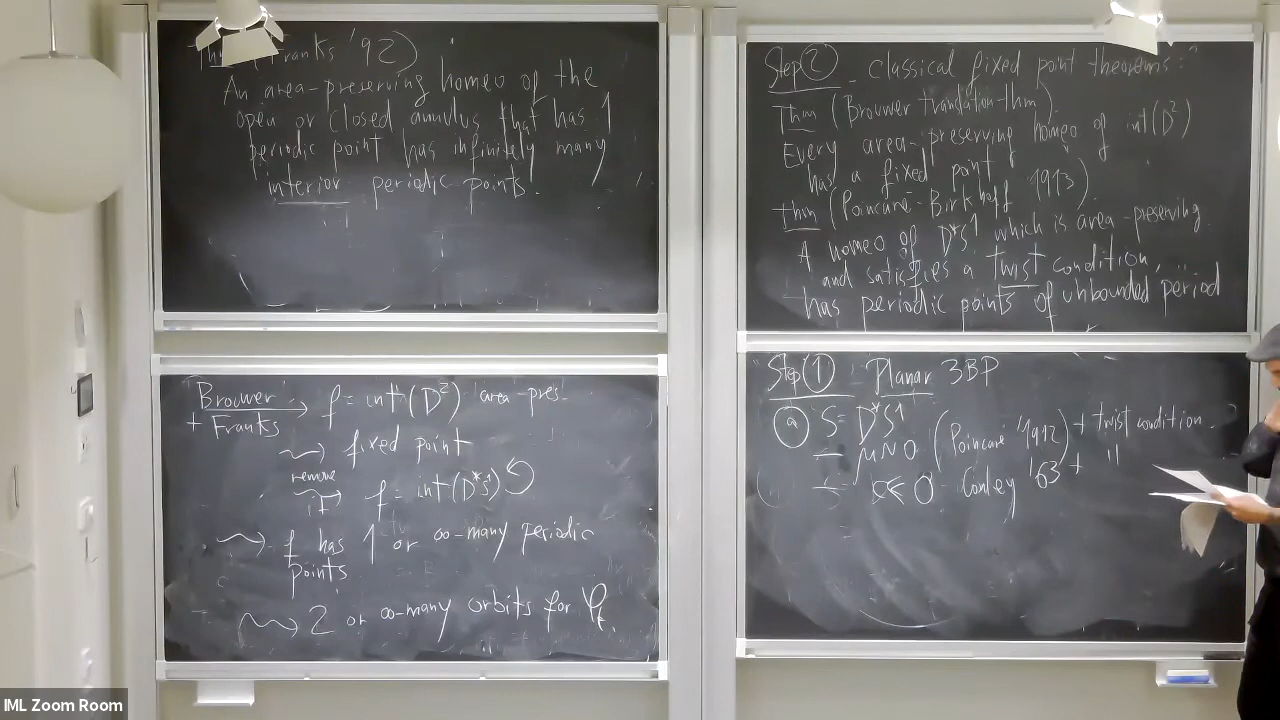 Thm (Franks '92)
An area-preserving homeo of the
open or closed annulus that has 1
periodic point has infinitely many
interior periodic points.
Brouwer
+ Franks
f: int(D²) area-pres.
fixed point
remove
f: int(D*S¹)
f has 1 or ∞-many periodic
points
2 or ∞-many orbits for φ_t.
Step ② - classical fixed point theorems:
Thm (Brouwer translation thm)
Every area-preserving homeo of int(D²)
has a fixed point
Thm (Poincaré-Birkhoff 1913)
A homeo of D*S¹ which is area-preserving
and satisfies a twist condition,
has periodic points of unbounded period
Step ① Planar 3BP
ⓐ S = D*S¹
μ~0 (Poincaré 1912) + twist condition.
c≪0 - Conley '63 + "
IML Zoom Room